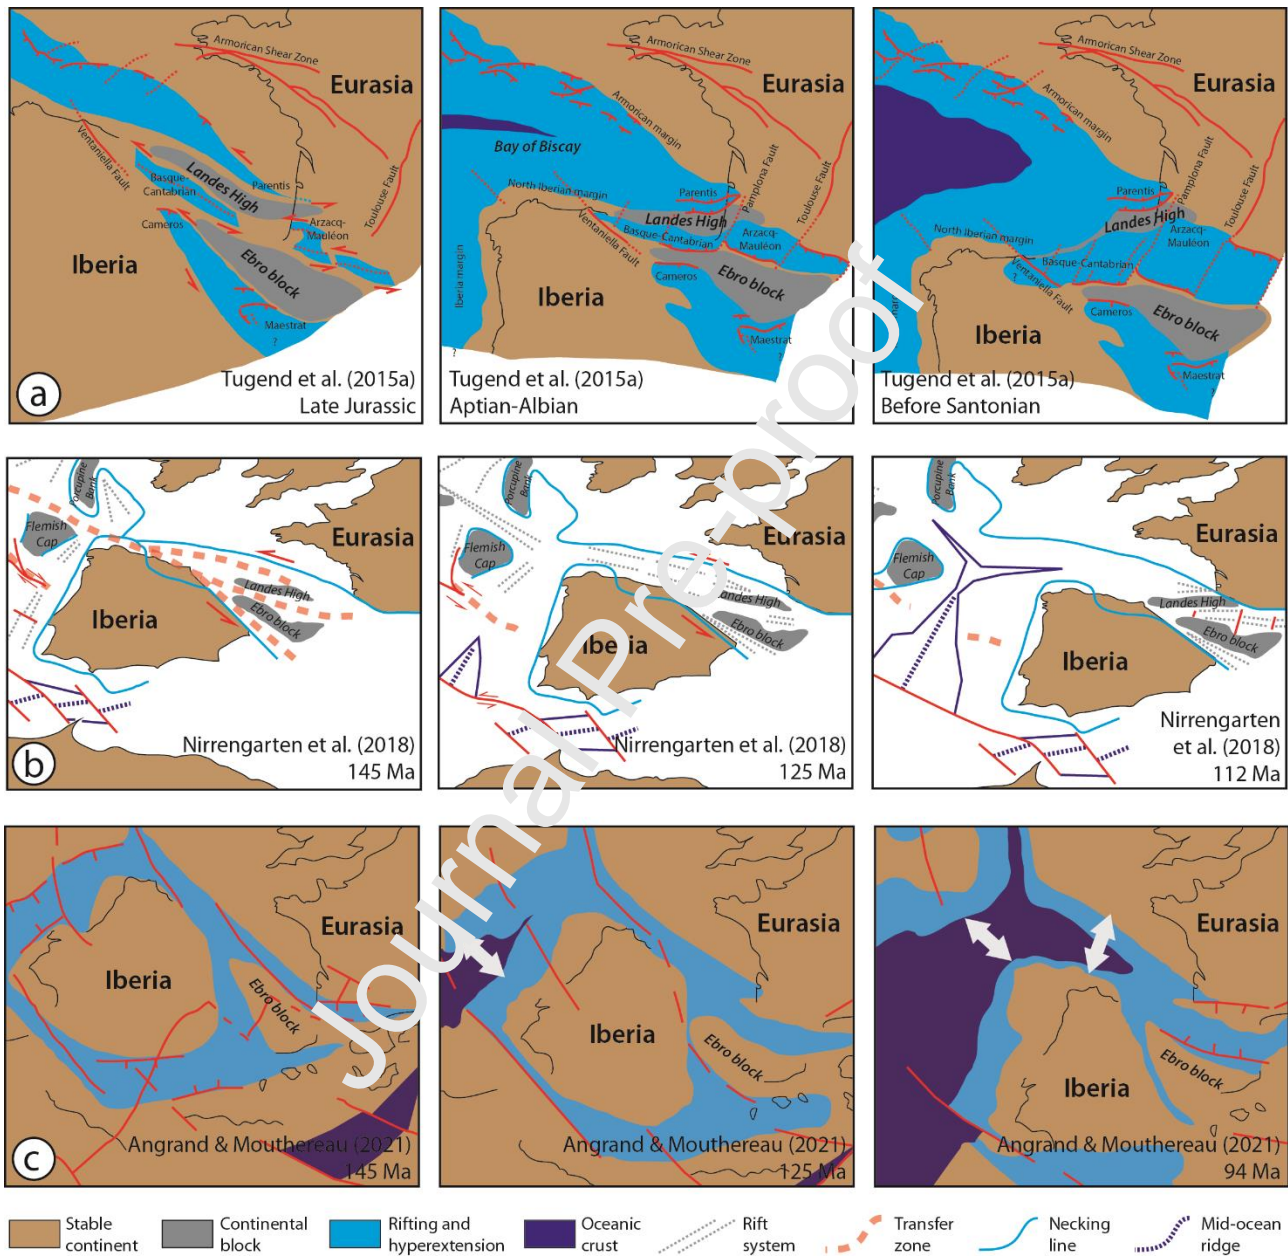 Armorican Shear Zone
Eurasia
Ventaniella Fault
Landes High
Basque-
Cantabrian
Parentis
Cameros
Arzacq-
Mauléon
Toulouse Fault
Iberia
Ebro block
Maestrat
?
a
Tugend et al. (2015a)
Late Jurassic
Armorican Shear Zone
Eurasia
Armorican margin
Bay of Biscay
Pamplona Fault
Toulouse Fault
North Iberian margin
Parentis
Landes High
Ventaniella Fault
Basque-Cantabrian
Arzacq-
Mauléon
Iberia margin
Cameros
Ebro block
Iberia
Maestrat
?
?
Tugend et al. (2015a)
Aptian-Albian
Armorican Shear Zone
Eurasia
Armorican margin
Pamplona Fault
Toulouse Fault
Parentis
Landes High
North Iberian margin
Arzacq-
Mauléon
Basque-Cantabrian
?
Ventaniella Fault
Cameros
Ebro block
Iberia
Maestrat
?
Tugend et al. (2015a)
Before Santonian
Porcupine
Bank
Flemish
Cap
Eurasia
Landes High
Ebro block
Iberia
b
Nirrengarten et al. (2018)
145 Ma
Porcupine
Bank
Flemish
Cap
Eurasia
Landes High
Ebro block
Iberia
Nirrengarten et al. (2018)
125 Ma
Porcupine
Bank
Flemish
Cap
Eurasia
Landes High
Ebro block
Iberia
Nirrengarten
et al. (2018)
112 Ma
Eurasia
Iberia
Ebro block
c
Angrand & Mouthereau (2021)
145 Ma
Eurasia
Iberia
Ebro block
Angrand & Mouthereau (2021)
125 Ma
Eurasia
Iberia
Ebro block
Angrand & Mouthereau (2021)
94 Ma
Journal Pre-proof
Stable
continent
Continental
block
Rifting and
hyperextension
Oceanic
crust
Rift
system
Transfer
zone
Necking
line
Mid-ocean
ridge